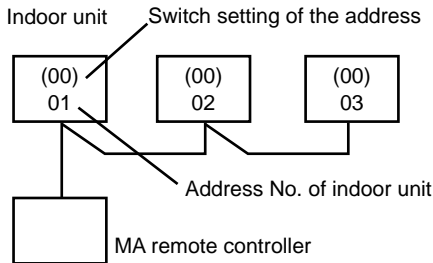 Indoor unit
Switch setting of the address
(00)
01
(00)
02
(00)
03
Address No. of indoor unit
MA remote controller